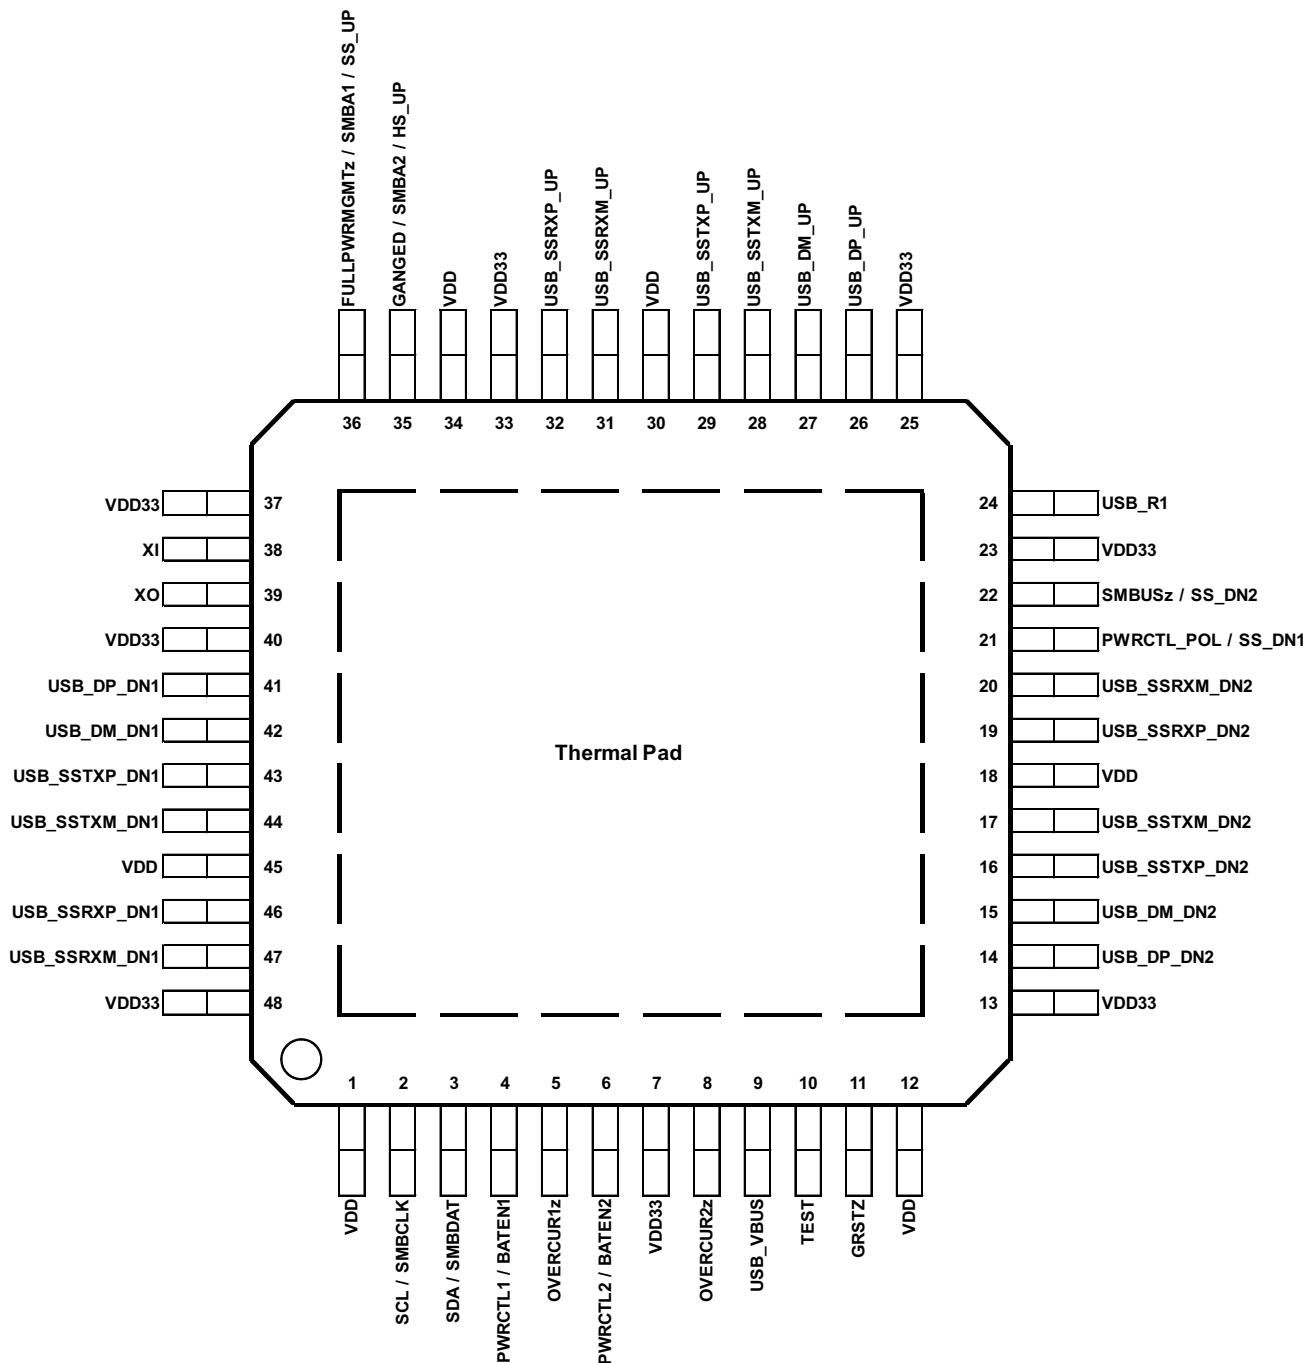 FULLPWRMGMTz / SMBA1 / SS_UP
GANGED / SMBA2 / HS_UP
VDD
VDD33
USB_SSRXP_UP
USB_SSRXM_UP
VDD
USB_SSTXP_UP
USB_SSTXM_UP
USB_DM_UP
USB_DP_UP
VDD33
36 35 34 33 32 31 30 29 28 27 26 25
VDD33 37
XI 38
XO 39
VDD33 40
USB_DP_DN1 41
USB_DM_DN1 42
USB_SSTXP_DN1 43
USB_SSTXM_DN1 44
VDD 45
USB_SSRXP_DN1 46
USB_SSRXM_DN1 47
VDD33 48
Thermal Pad
24 USB_R1
23 VDD33
22 SMBUSz / SS_DN2
21 PWRCTL_POL / SS_DN1
20 USB_SSRXM_DN2
19 USB_SSRXP_DN2
18 VDD
17 USB_SSTXM_DN2
16 USB_SSTXP_DN2
15 USB_DM_DN2
14 USB_DP_DN2
13 VDD33
1 2 3 4 5 6 7 8 9 10 11 12
VDD
SCL / SMBCLK
SDA / SMBDAT
PWRCTL1 / BATEN1
OVERCUR1z
PWRCTL2 / BATEN2
VDD33
OVERCUR2z
USB_VBUS
TEST
GRSTZ
VDD